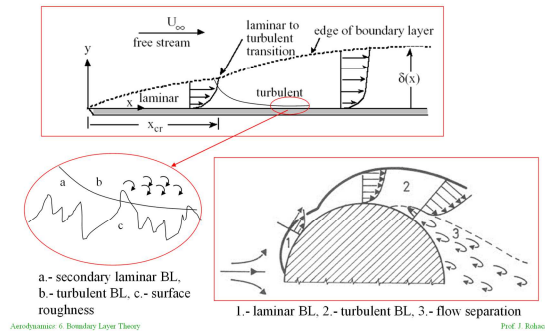 U∞
free stream
laminar to
turbulent
transition
edge of boundary layer
y
δ(x)
x
laminar
turbulent
xcr
a
b
c
1
2
3
a.- secondary laminar BL,
b.- turbulent BL, c.- surface
roughness
1.- laminar BL, 2.- turbulent BL, 3.- flow separation
Aerodynamics: 6. Boundary Layer Theory
Prof. J. Rohac